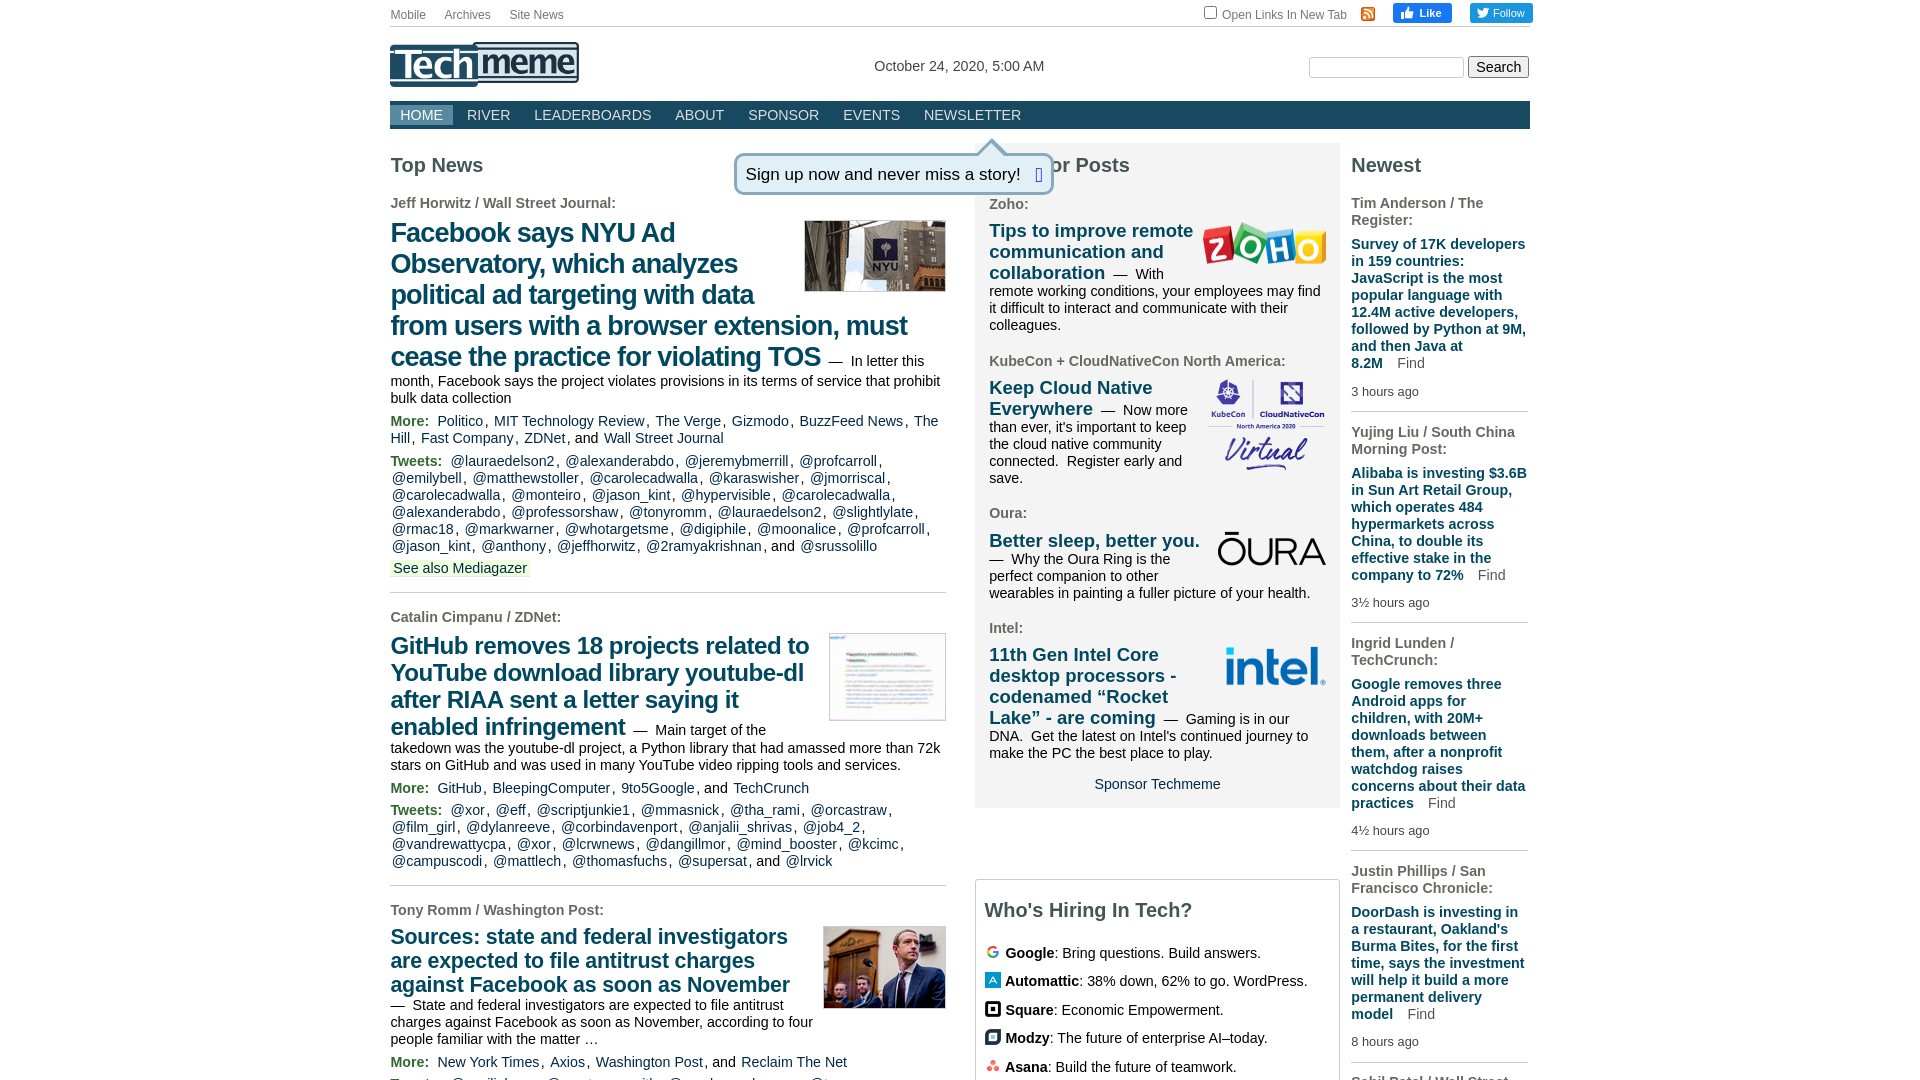 Mobile Archives Site News
Open Links In New Tab Like Follow
Techmeme
October 24, 2020, 5:00 AM
Search
HOME RIVER LEADERBOARDS ABOUT SPONSOR EVENTS NEWSLETTER
Sign up now and never miss a story!
Top News
Jeff Horwitz / Wall Street Journal:
Facebook says NYU Ad
Observatory, which analyzes
political ad targeting with data
from users with a browser extension, must
cease the practice for violating TOS — In letter this
month, Facebook says the project violates provisions in its terms of service that prohibit
bulk data collection
NYU
More: Politico, MIT Technology Review, The Verge, Gizmodo, BuzzFeed News, The
Hill, Fast Company, ZDNet, and Wall Street Journal
Tweets: @lauraedelson2, @alexanderabdo, @jeremybmerrill, @profcarroll,
@emilybell, @matthewstoller, @carolecadwalla, @karaswisher, @jmorriscal,
@carolecadwalla, @monteiro, @jason_kint, @hypervisible, @carolecadwalla,
@alexanderabdo, @professorshaw, @tonyromm, @lauraedelson2, @slightlylate,
@rmac18, @markwarner, @whotargetsme, @digiphile, @moonalice, @profcarroll,
@jason_kint, @anthony, @jeffhorwitz, @2ramyakrishnan, and @srussolillo
See also Mediagazer
Catalin Cimpanu / ZDNet:
GitHub removes 18 projects related to
YouTube download library youtube-dl
after RIAA sent a letter saying it
enabled infringement — Main target of the
takedown was the youtube-dl project, a Python library that had amassed more than 72k
stars on GitHub and was used in many YouTube video ripping tools and services.
More: GitHub, BleepingComputer, 9to5Google, and TechCrunch
Tweets: @xor, @eff, @scriptjunkie1, @mmasnick, @tha_rami, @orcastraw,
@film_girl, @dylanreeve, @corbindavenport, @anjalii_shrivas, @job4_2,
@vandrewattycpa, @xor, @lcrwnews, @dangillmor, @mind_booster, @kcimc,
@campuscodi, @mattlech, @thomasfuchs, @supersat, and @lrvick
Tony Romm / Washington Post:
Sources: state and federal investigators
are expected to file antitrust charges
against Facebook as soon as November
— State and federal investigators are expected to file antitrust
charges against Facebook as soon as November, according to four
people familiar with the matter …
More: New York Times, Axios, Washington Post, and Reclaim The Net
or Posts
Zoho:
Tips to improve remote
communication and
collaboration — With
remote working conditions, your employees may find
it difficult to interact and communicate with their
colleagues.
ZOHO
KubeCon + CloudNativeCon North America:
Keep Cloud Native
Everywhere — Now more
than ever, it's important to keep
the cloud native community
connected. Register early and
save.
KubeCon CloudNativeCon
North America 2020
Virtual
Oura:
Better sleep, better you.
— Why the Oura Ring is the
perfect companion to other
wearables in painting a fuller picture of your health.
ŌURA
Intel:
11th Gen Intel Core
desktop processors -
codenamed “Rocket
Lake” - are coming — Gaming is in our
DNA. Get the latest on Intel's continued journey to
make the PC the best place to play.
intel.
Sponsor Techmeme
Who's Hiring In Tech?
Google: Bring questions. Build answers.
Automattic: 38% down, 62% to go. WordPress.
Square: Economic Empowerment.
Modzy: The future of enterprise AI–today.
Asana: Build the future of teamwork.
Newest
Tim Anderson / The
Register:
Survey of 17K developers
in 159 countries:
JavaScript is the most
popular language with
12.4M active developers,
followed by Python at 9M,
and then Java at
8.2M Find
3 hours ago
Yujing Liu / South China
Morning Post:
Alibaba is investing $3.6B
in Sun Art Retail Group,
which operates 484
hypermarkets across
China, to double its
effective stake in the
company to 72% Find
3½ hours ago
Ingrid Lunden /
TechCrunch:
Google removes three
Android apps for
children, with 20M+
downloads between
them, after a nonprofit
watchdog raises
concerns about their data
practices Find
4½ hours ago
Justin Phillips / San
Francisco Chronicle:
DoorDash is investing in
a restaurant, Oakland's
Burma Bites, for the first
time, says the investment
will help it build a more
permanent delivery
model Find
8 hours ago